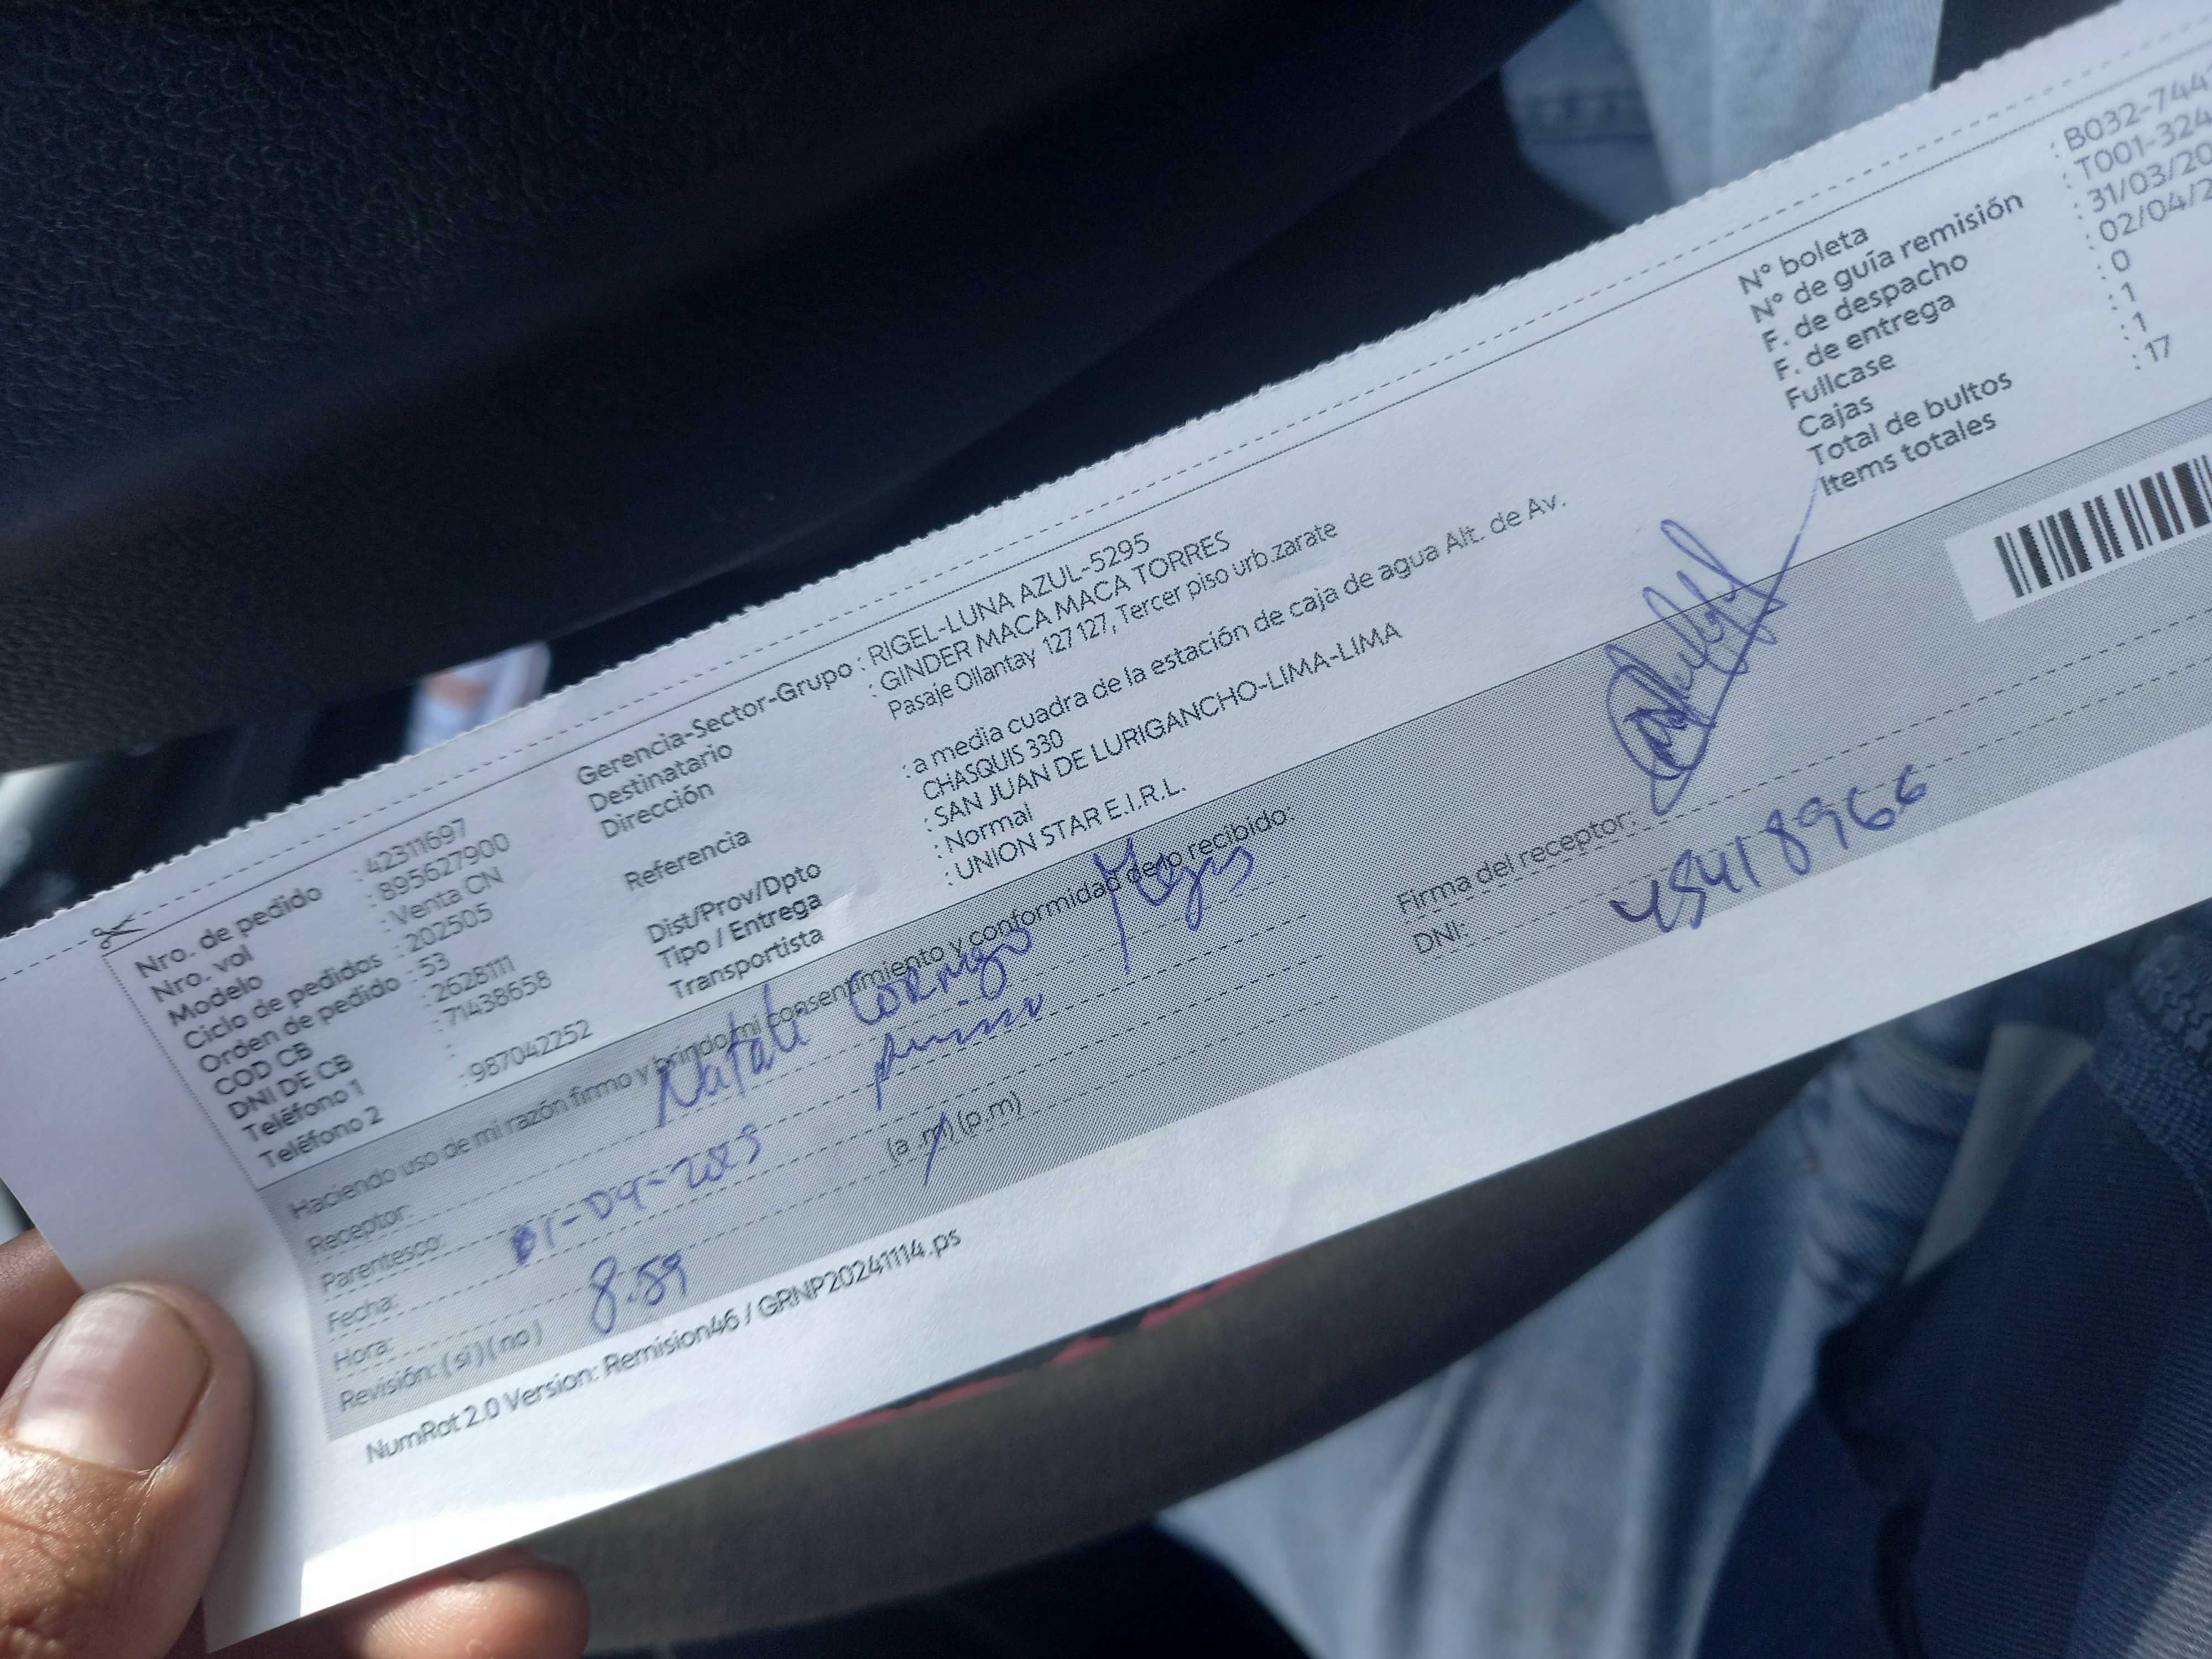 Nro. de pedido : 42311697
Nro. vol : 895627900
Modelo : Venta CN
Ciclo de pedidos : 202505
Orden de pedido : 53
COD CB : 2628111
DNI DE CB : 71438658
Teléfono 1 :
Teléfono 2 : 987042252
Gerencia-Sector-Grupo : RIGEL-LUNA AZUL-5295
Destinatario : GINDER MACA MACA TORRES
Dirección Pasaje Ollantay 127 127, Tercer piso urb.zarate
Referencia : a media cuadra de la estación de caja de agua Alt. de Av.
CHASQUIS 330
Dist/Prov/Dpto : SAN JUAN DE LURIGANCHO-LIMA-LIMA
Tipo / Entrega : Normal
Transportista : UNION STAR E.I.R.L.
N° boleta : B032-744
N° de guía remisión : T001-324
F. de despacho : 31/03/20
F. de entrega : 02/04/2
Fullcase : 0
Cajas : 1
Total de bultos : 1
Items totales : 17
Haciendo uso de mi razón firmo y brindo mi consentimiento y conformidad de lo recibido:
Receptor: Natali
Parentesco:
Fecha: 01-04-2025
Hora: 8.59 (a.m) (p.m)
Revisión: (si) (no)
Firma del receptor:
DNI: 45418966
NumRot 2.0 Version: Remision46 / GRNP20241114.ps